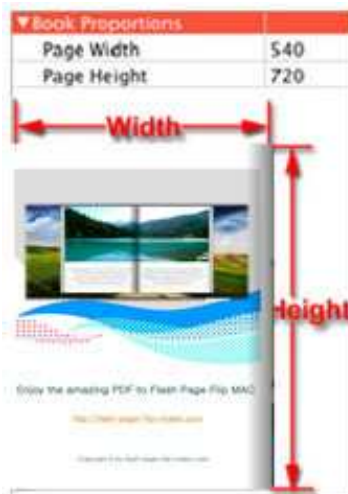 ▼Book Proportions
Page Width 540
Page Height 720
Width
Height
Enjoy the amazing PDF to Flash Page Flip MAC